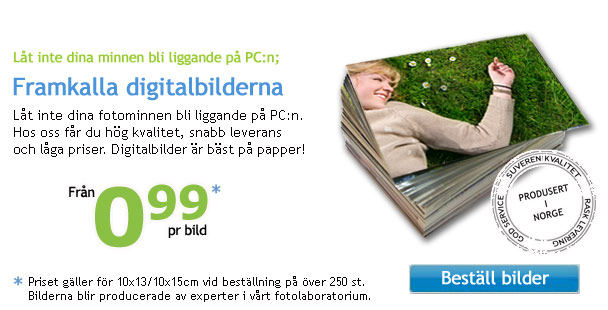 Låt inte dina minnen bli liggande på PC:n;
Framkalla digitalbilderna
Låt inte dina fotominnen bli liggande på PC:n.
Hos oss får du hög kvalitet, snabb leverans
och låga priser. Digitalbilder är bäst på papper!
Från
0.99*
pr bild
SUVEREN KVALITET
GOD SERVICE
RASK LEVERING
PRODUSERT
I
NORGE
* Priset gäller för 10x13/10x15cm vid beställning på över 250 st.
Bilderna blir producerade av experter i vårt fotolaboratorium.
Beställ bilder